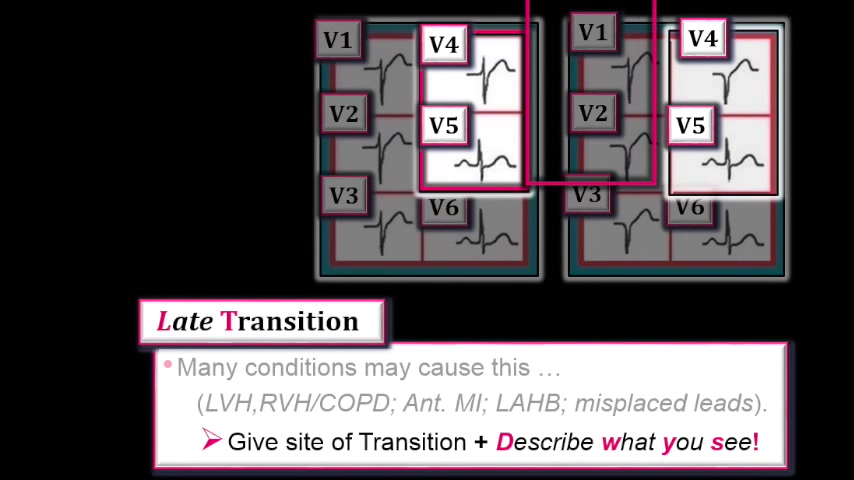 V1 V4 V1 V4
V2 V5 V2 V5
V3 V6 V3 V6
Late Transition
•Many conditions may cause this …
(LVH,RVH/COPD; Ant. MI; LAHB; misplaced leads).
➢ Give site of Transition + Describe what you see!